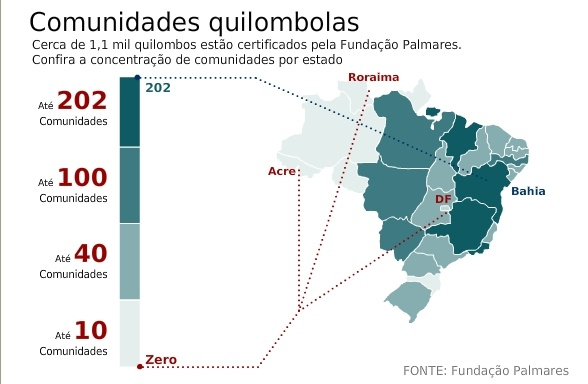 Comunidades quilombolas
Cerca de 1,1 mil quilombos estão certificados pela Fundação Palmares.
Confira a concentração de comunidades por estado
Até 202
Comunidades
202
Até 100
Comunidades
Até 40
Comunidades
Até 10
Comunidades
Zero
Roraima
Acre
DF
Bahia
FONTE: Fundação Palmares